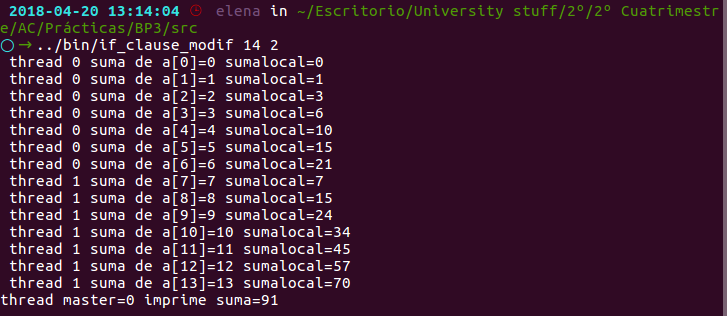 2018-04-20 13:14:04 elena in ~/Escritorio/University stuff/2º/2º Cuatrimestr
e/AC/Prácticas/BP3/src
○ →../bin/if_clause_modif 14 2
thread 0 suma de a[0]=0 sumalocal=0
thread 0 suma de a[1]=1 sumalocal=1
thread 0 suma de a[2]=2 sumalocal=3
thread 0 suma de a[3]=3 sumalocal=6
thread 0 suma de a[4]=4 sumalocal=10
thread 0 suma de a[5]=5 sumalocal=15
thread 0 suma de a[6]=6 sumalocal=21
thread 1 suma de a[7]=7 sumalocal=7
thread 1 suma de a[8]=8 sumalocal=15
thread 1 suma de a[9]=9 sumalocal=24
thread 1 suma de a[10]=10 sumalocal=34
thread 1 suma de a[11]=11 sumalocal=45
thread 1 suma de a[12]=12 sumalocal=57
thread 1 suma de a[13]=13 sumalocal=70
thread master=0 imprime suma=91